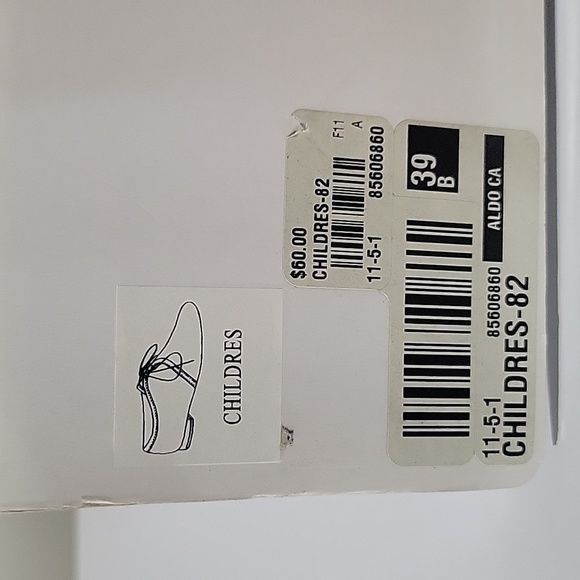 CHILDRES
$60.00
CHILDRES-82
F11
A
11-5-1
85606860
39
B
85606860
ALDO CA
11-5-1
CHILDRES-82